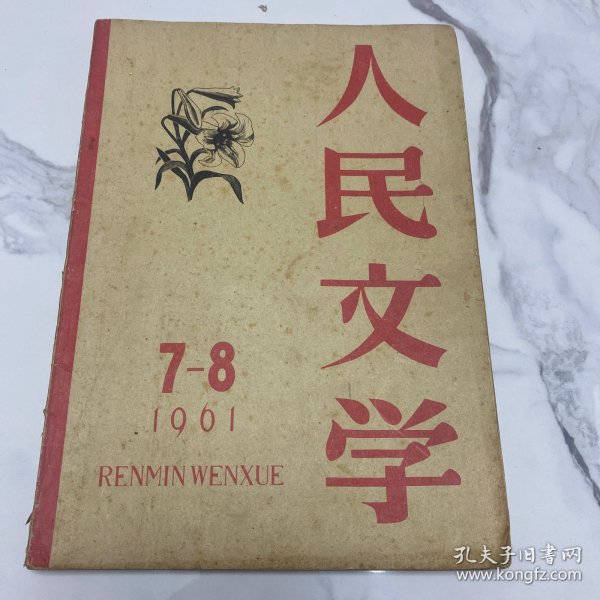 人民文学
7-8
1961
RENMIN WENXUE
孔夫子旧书网
www.kongfz.com